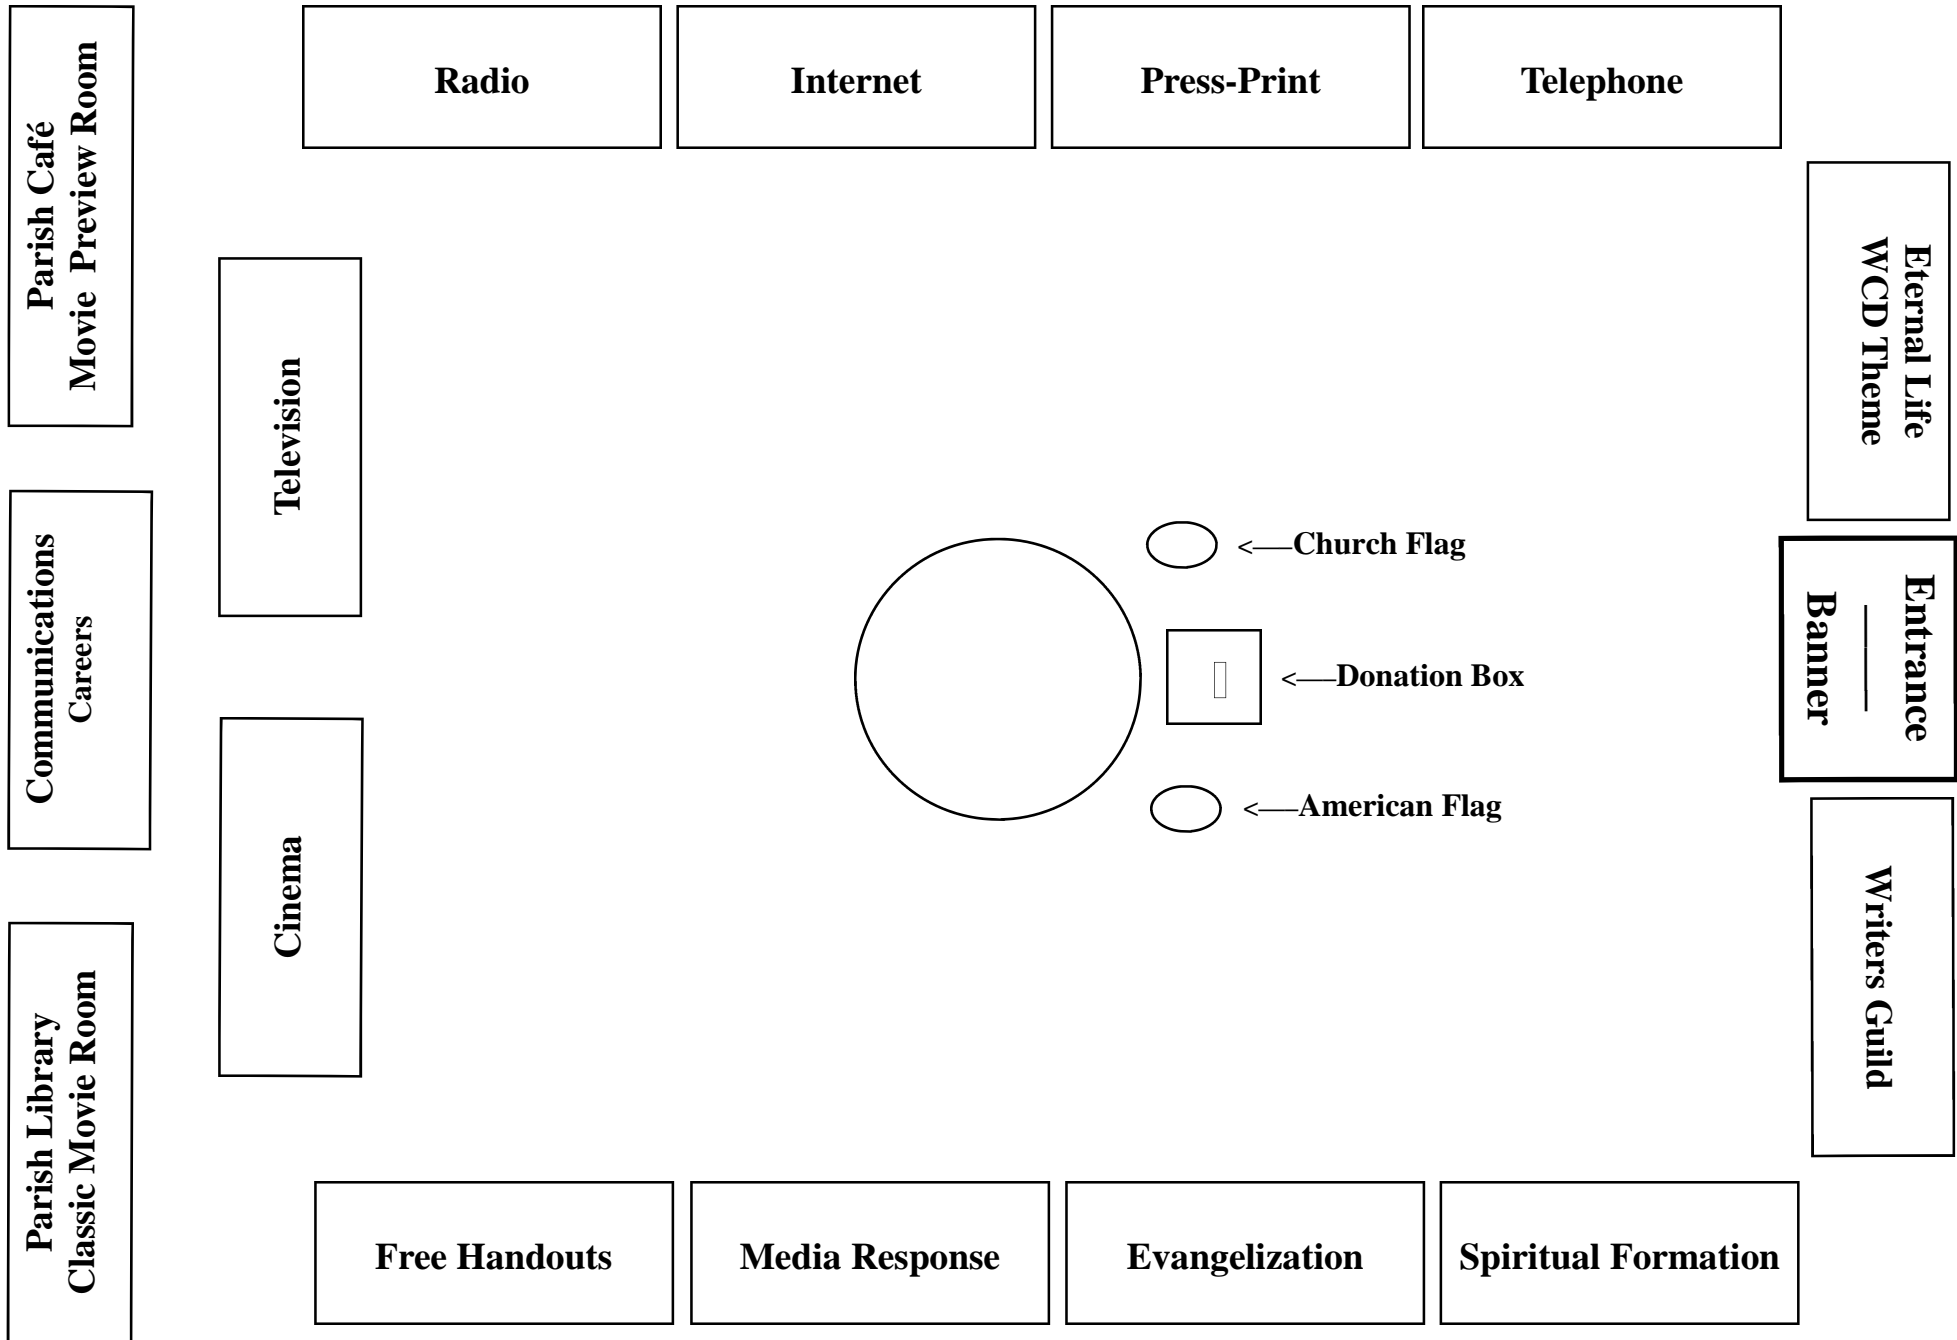 Radio
Internet
Press-Print
Telephone
Parish Café
Movie  Preview Room
Television
Eternal Life
WCD Theme
Communications
Careers
<—Church Flag
<—Donation Box
<—American Flag
Entrance
Banner
Cinema
Writers Guild
Parish Library
Classic Movie Room
Free Handouts
Media Response
Evangelization
Spiritual Formation